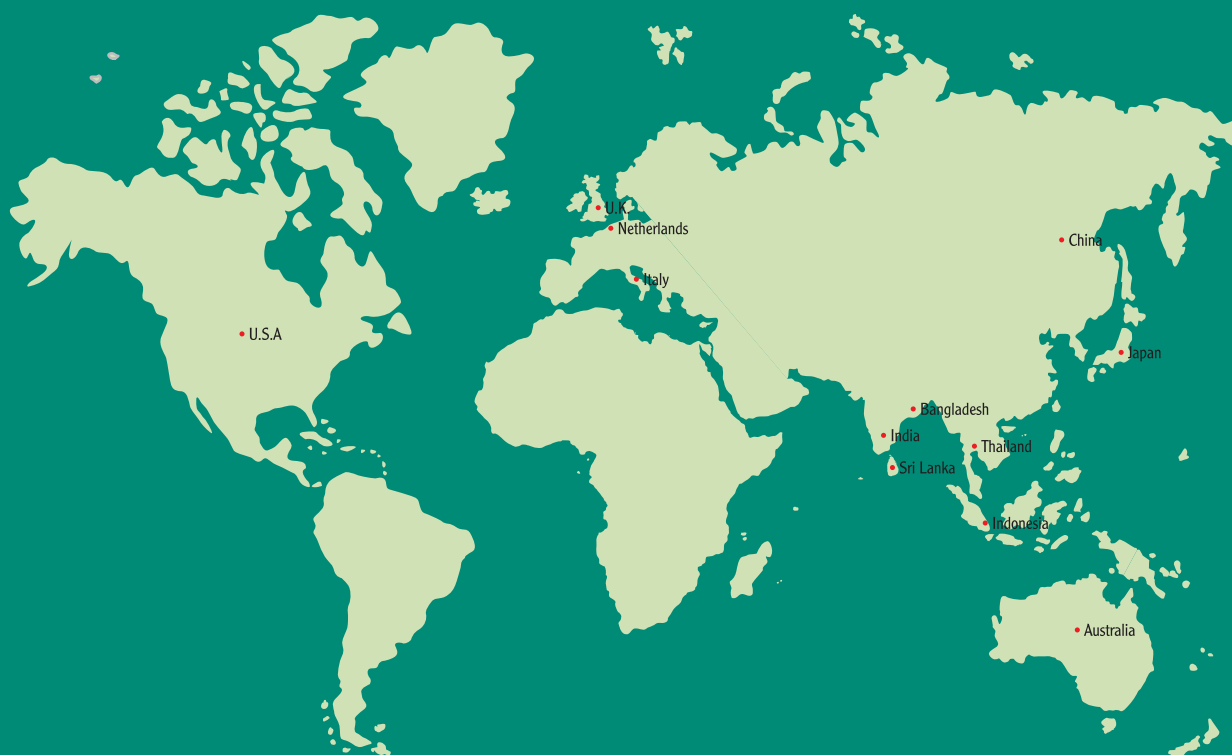 U.K.
Netherlands
China
Italy
U.S.A
Japan
Bangladesh
India
Thailand
Sri Lanka
Indonesia
Australia